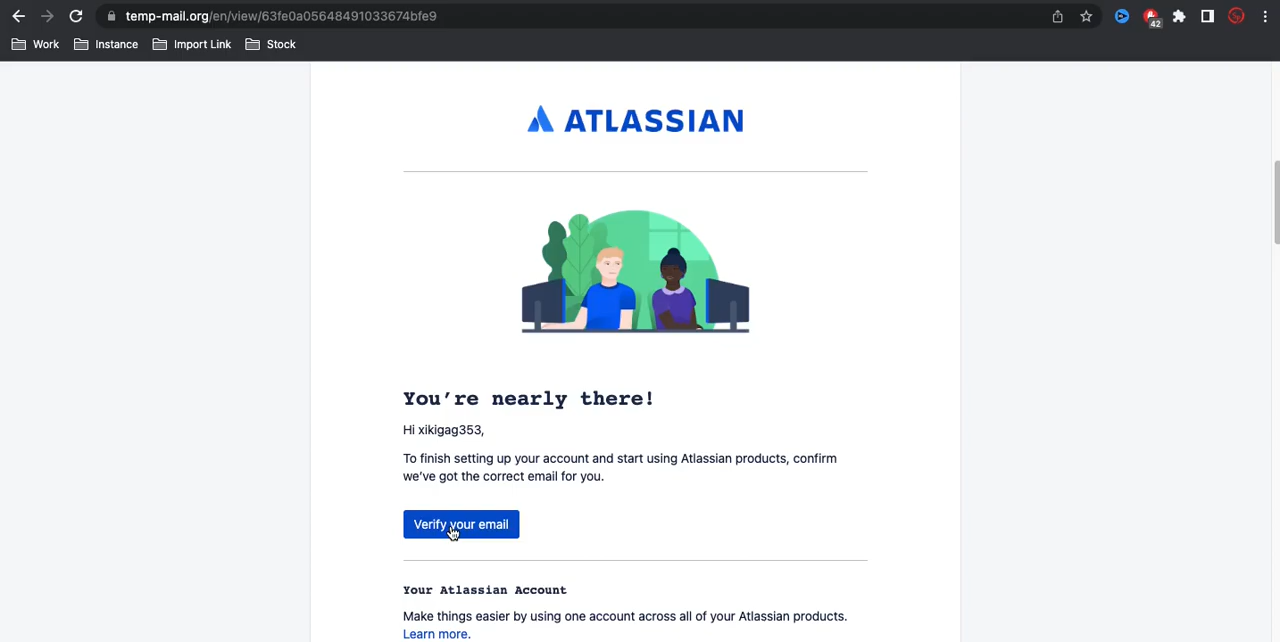 temp-mail.org/en/view/63fe0a05648491033674bfe9
42
Work Instance Import Link Stock
ATLASSIAN
You’re nearly there!
Hi xikigag353,
To finish setting up your account and start using Atlassian products, confirm
we’ve got the correct email for you.
Verify your email
Your Atlassian Account
Make things easier by using one account across all of your Atlassian products.
Learn more.